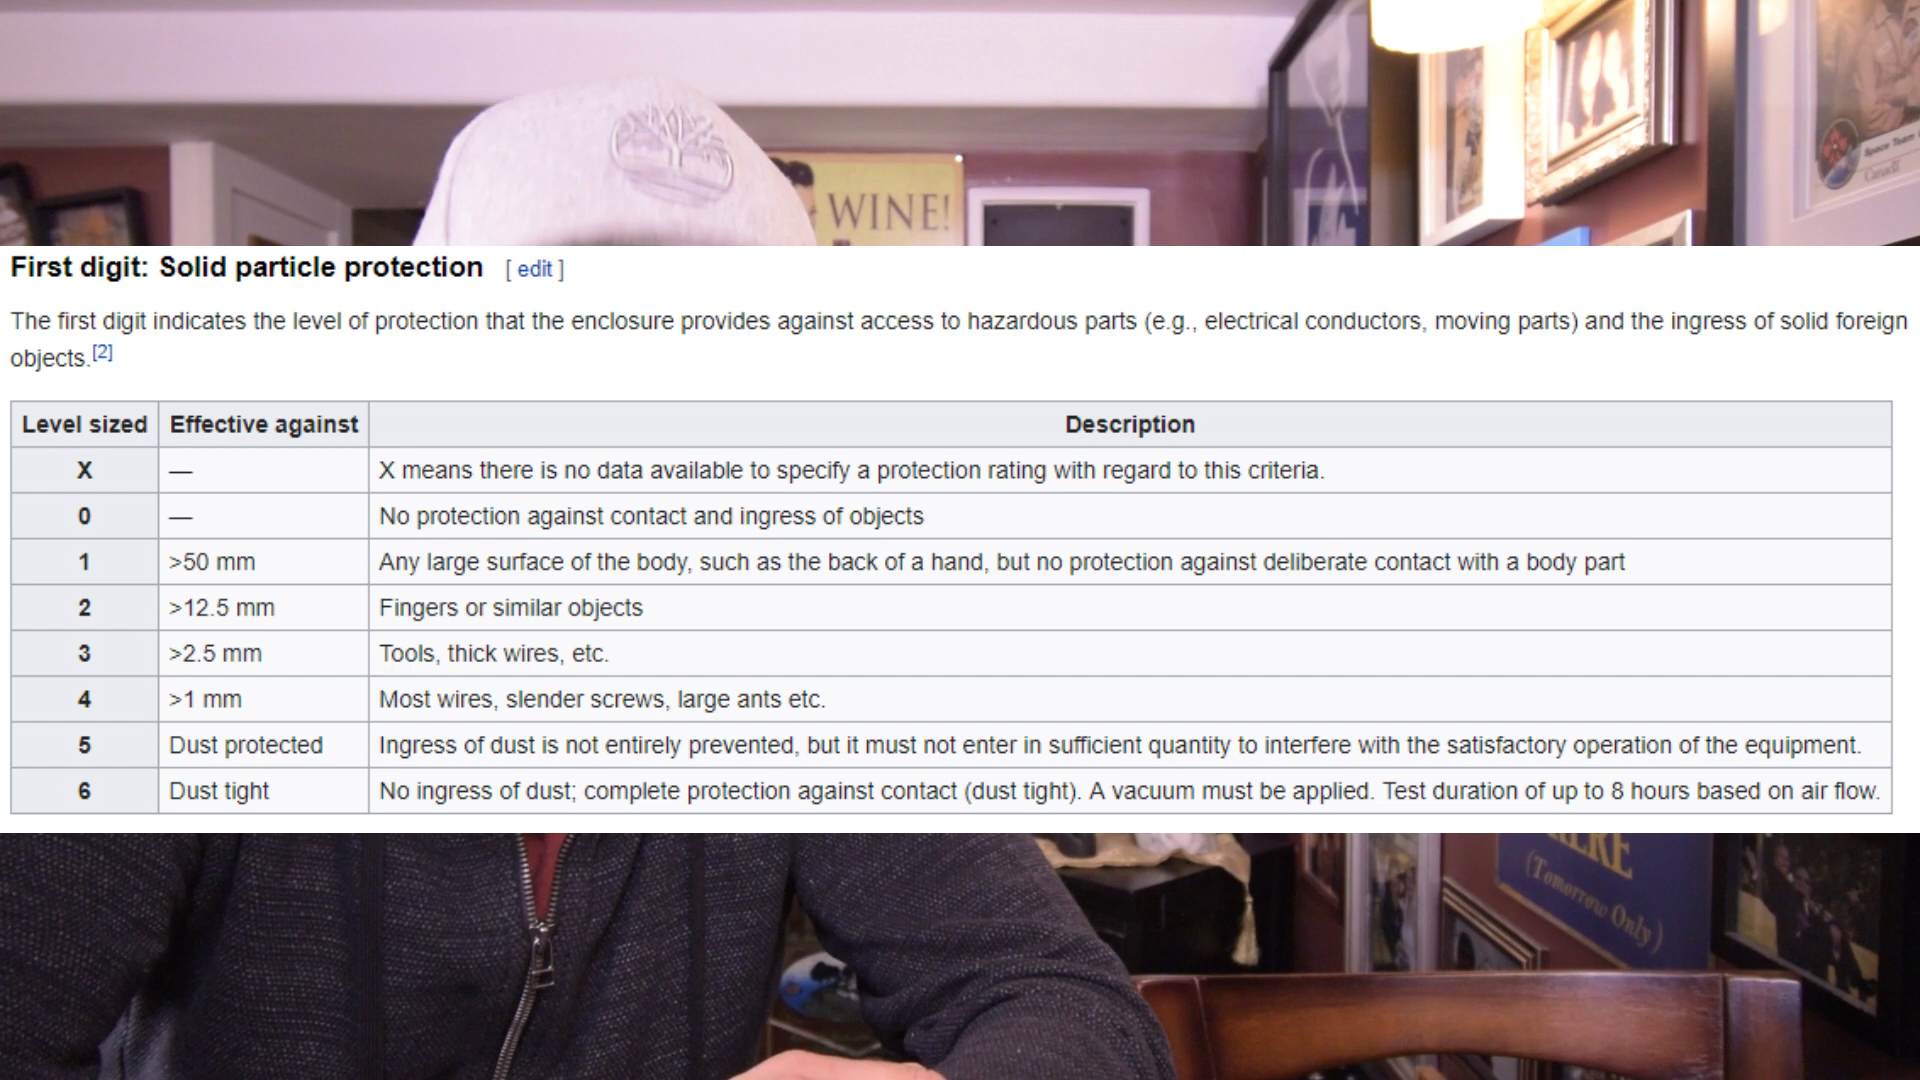 WINE!
Space Team
Canada
First digit: Solid particle protection [ edit ]
The first digit indicates the level of protection that the enclosure provides against access to hazardous parts (e.g., electrical conductors, moving parts) and the ingress of solid foreign
objects.[2]
Level sized Effective against Description
X — X means there is no data available to specify a protection rating with regard to this criteria.
0 — No protection against contact and ingress of objects
1 >50 mm Any large surface of the body, such as the back of a hand, but no protection against deliberate contact with a body part
2 >12.5 mm Fingers or similar objects
3 >2.5 mm Tools, thick wires, etc.
4 >1 mm Most wires, slender screws, large ants etc.
5 Dust protected Ingress of dust is not entirely prevented, but it must not enter in sufficient quantity to interfere with the satisfactory operation of the equipment.
6 Dust tight No ingress of dust; complete protection against contact (dust tight). A vacuum must be applied. Test duration of up to 8 hours based on air flow.
(Tomorrow Only)